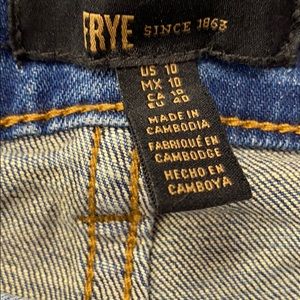 FRYE SINCE 1863
US 10
MX 10
CA 10
EU 40
MADE IN
CAMBODIA
FABRIQUÉ EN
CAMBODGE
HECHO EN
CAMBOYA